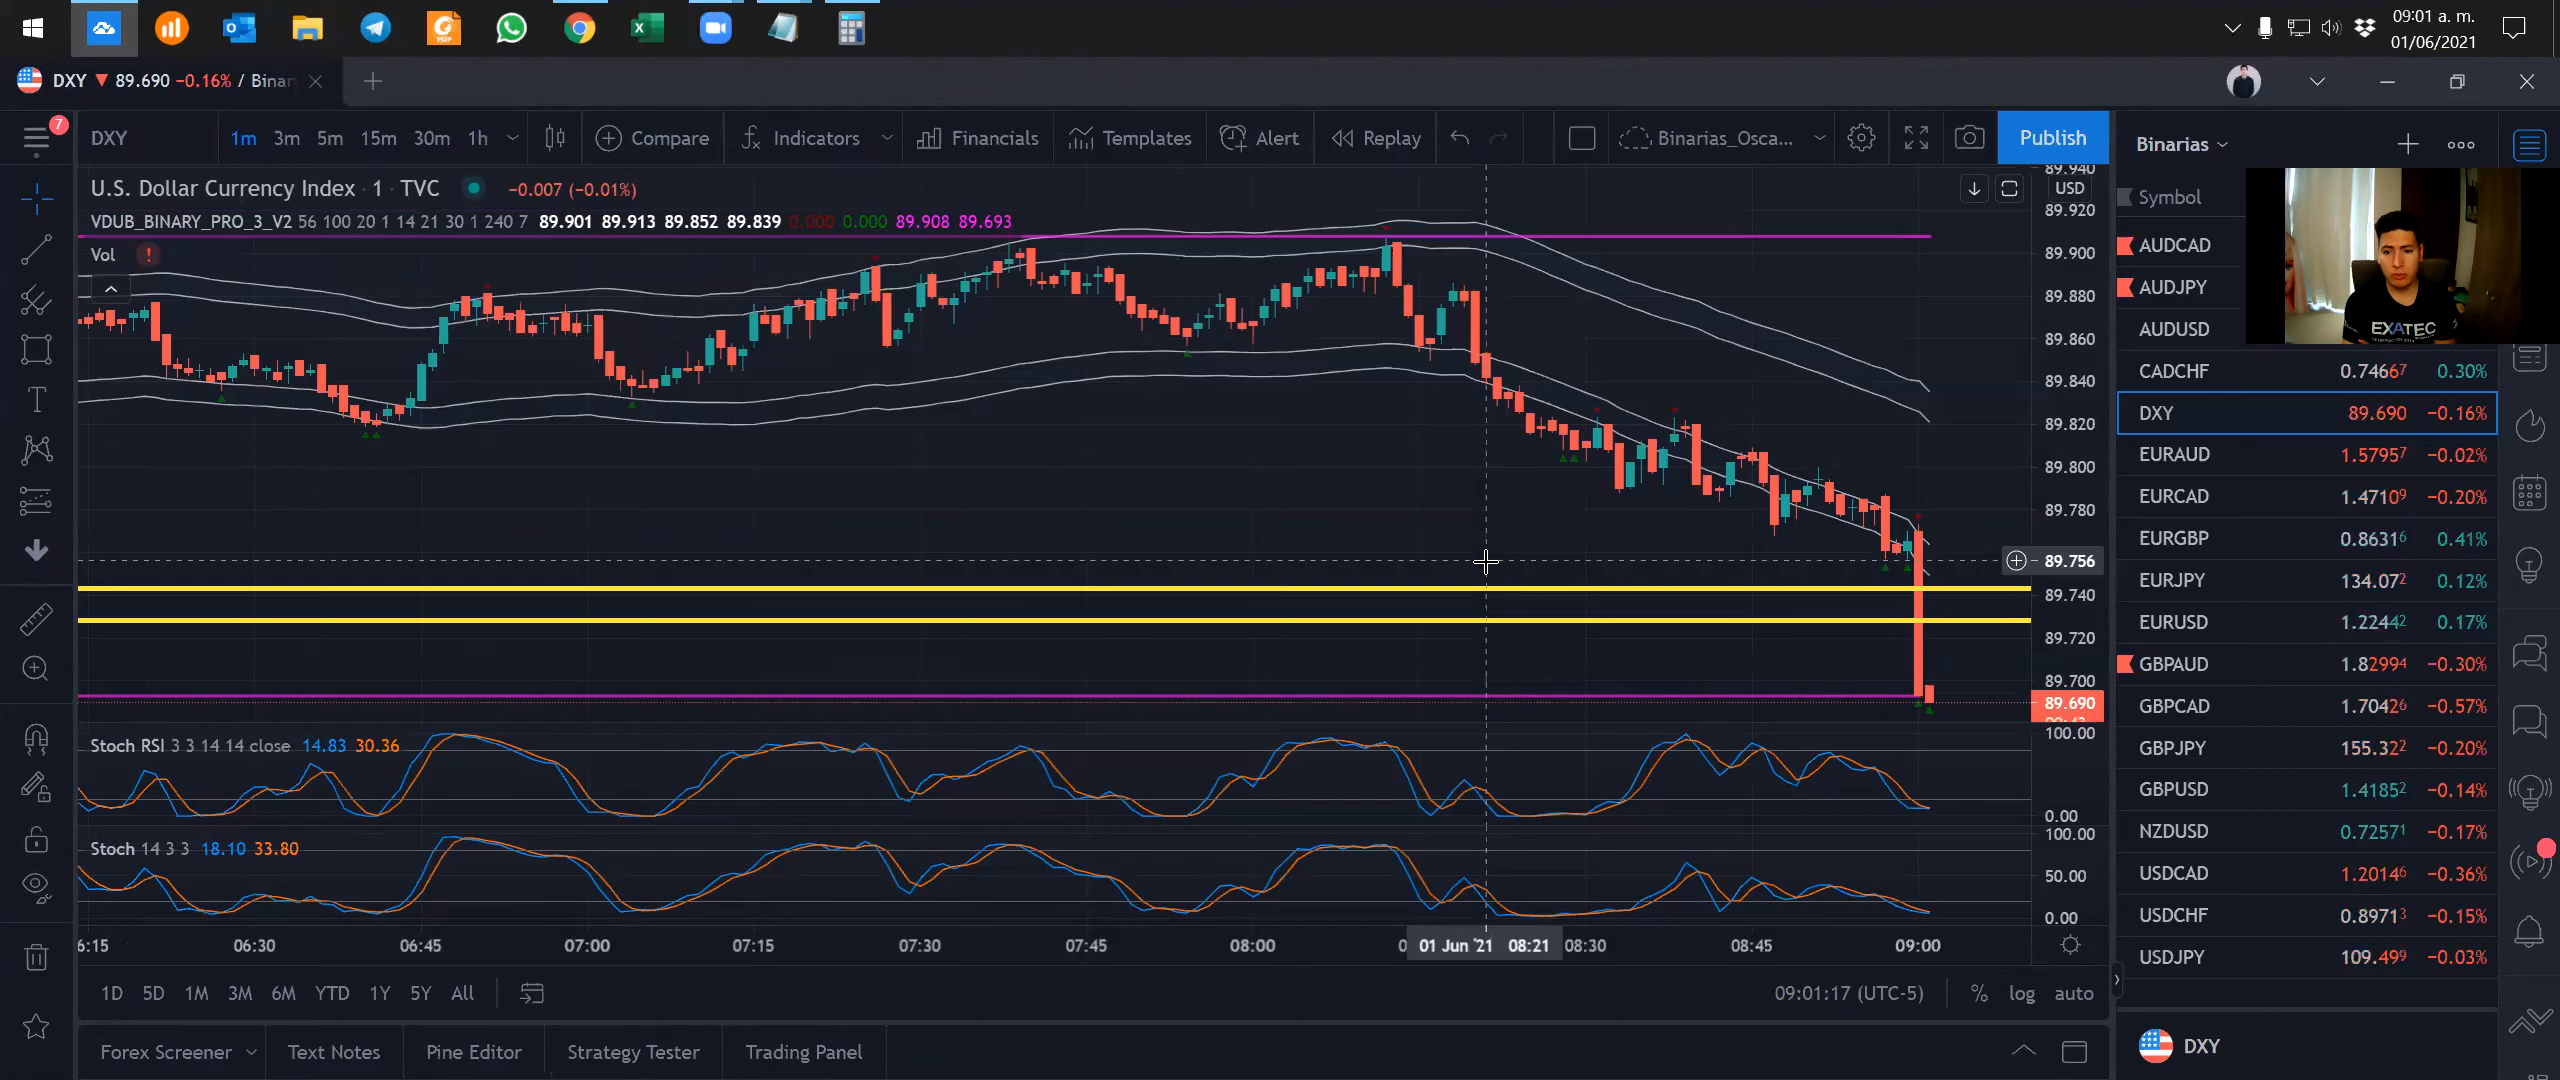 09:01 a. m.
01/06/2021
DXY ▼ 89.690 −0.16% / Binar
7
DXY 1m 3m 5m 15m 30m 1h Compare Indicators Financials Templates Alert Replay Binarias_Osca... Publish
Binarias
U.S. Dollar Currency Index · 1 · TVC −0.007 (−0.01%)
VDUB_BINARY_PRO_3_V2 56 100 20 1 14 21 30 1 240 7 89.901 89.913 89.852 89.839 0.000 0.000 89.908 89.693
Vol !
89.940
USD
89.920
89.900
89.880
89.860
89.840
89.820
89.800
89.780
89.756
89.740
89.720
89.700
89.690
Symbol
EXATEC
AUDCAD
AUDJPY
AUDUSD
CADCHF 0.74667 0.30%
DXY 89.690 −0.16%
EURAUD 1.57957 −0.02%
EURCAD 1.47109 −0.20%
EURGBP 0.86316 0.41%
EURJPY 134.072 0.12%
EURUSD 1.22442 0.17%
GBPAUD 1.82994 −0.30%
GBPCAD 1.70426 −0.57%
GBPJPY 155.322 −0.20%
GBPUSD 1.41852 −0.14%
NZDUSD 0.72571 −0.17%
USDCAD 1.20146 −0.36%
USDCHF 0.89713 −0.15%
USDJPY 109.499 −0.03%
Stoch RSI 3 3 14 14 close 14.83 30.36
100.00
0.00
Stoch 14 3 3 18.10 33.80
100.00
50.00
0.00
6:15 06:30 06:45 07:00 07:15 07:30 07:45 08:00 01 Jun '21 08:21 08:30 08:45 09:00
1D 5D 1M 3M 6M YTD 1Y 5Y All 09:01:17 (UTC-5) % log auto
Forex Screener Text Notes Pine Editor Strategy Tester Trading Panel
DXY